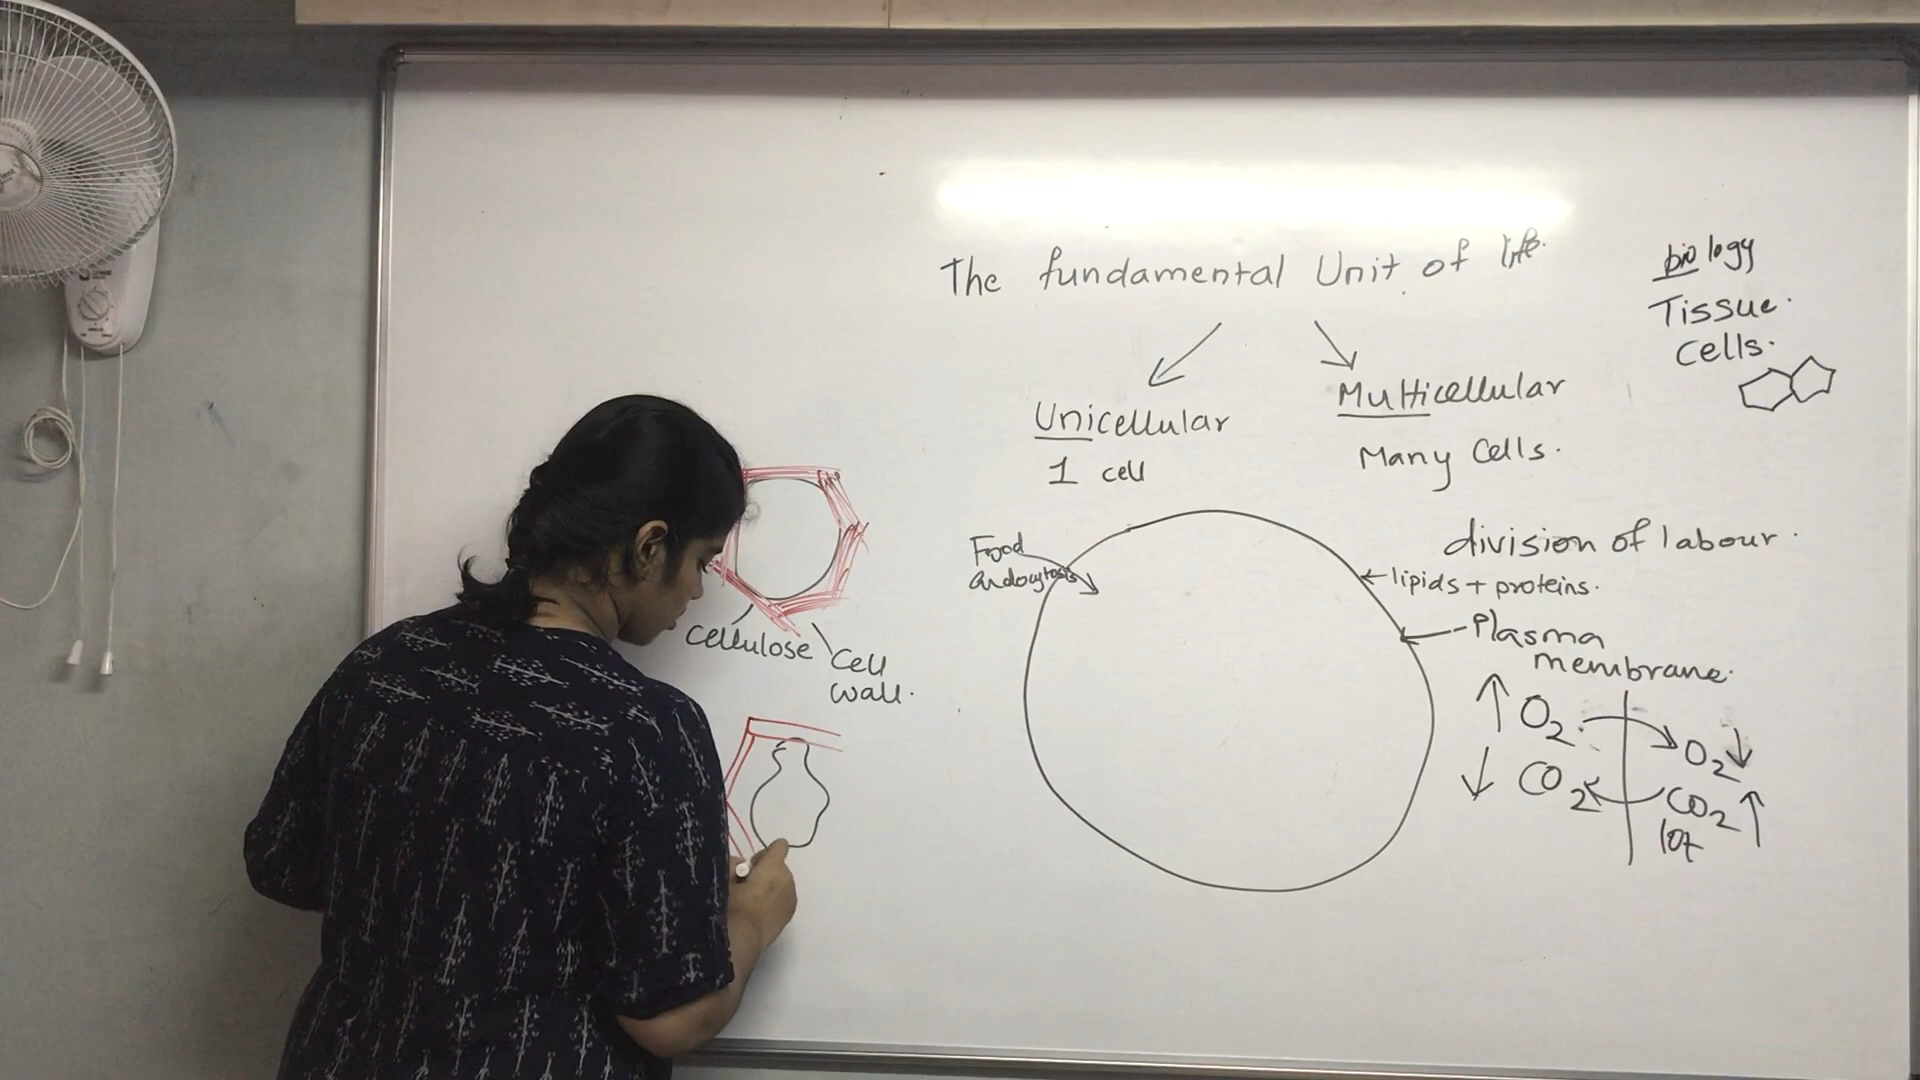 The fundamental Unit of life.
Unicellular
1 cell
Multicellular
Many Cells.
biology
Tissue.
Cells.
Food
endocytosis
division of labour.
lipids + proteins.
Plasma
membrane.
O2 O2
CO2 CO2
Cellulose
Cell
wall.